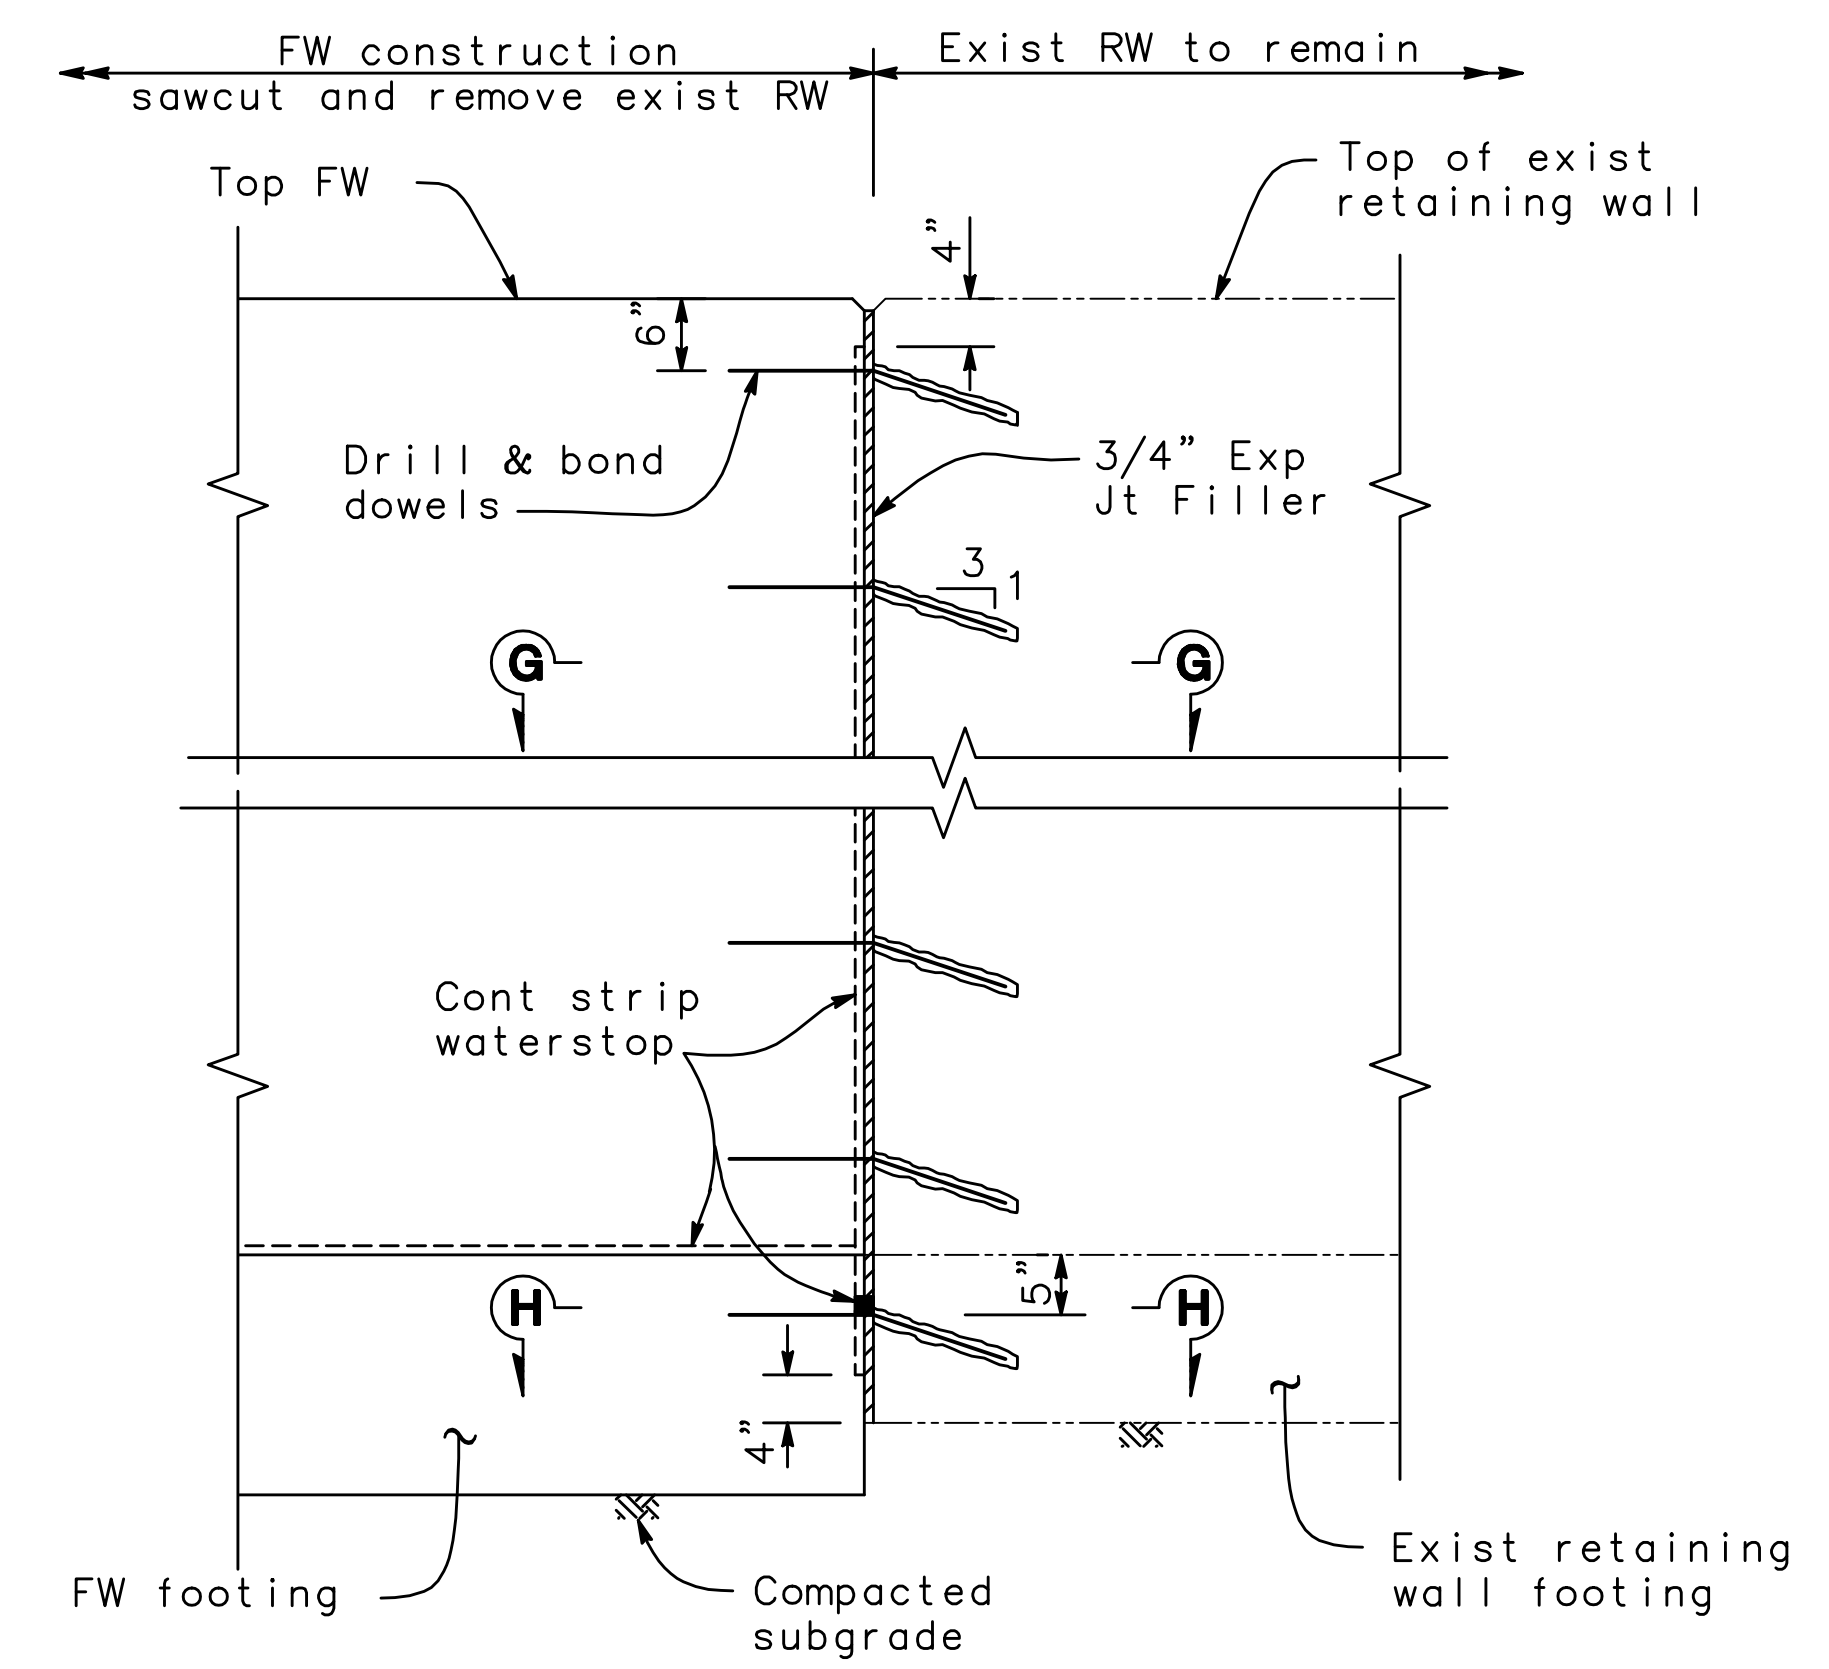 FW construction
sawcut and remove exist RW
Exist RW to remain
Top FW
Top of exist
retaining wall
4”
6”
Drill & bond
dowels
3/4” Exp
Jt Filler
3
1
G
G
Cont strip
waterstop
5”
H
H
4”
FW footing
Compacted
subgrade
Exist retaining
wall footing